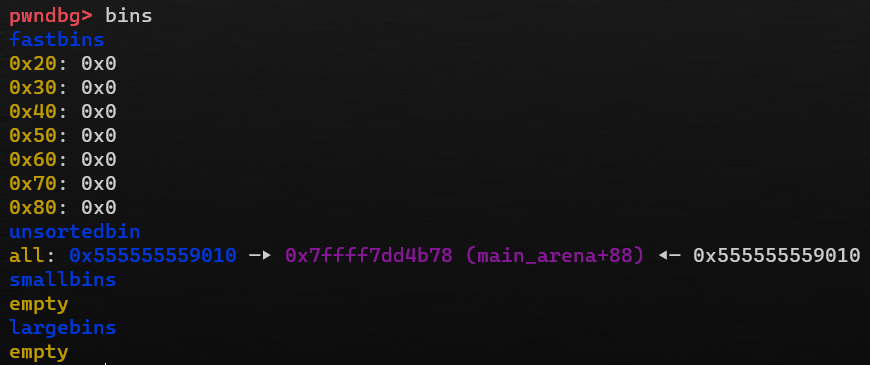 pwndbg> bins
fastbins
0x20: 0x0
0x30: 0x0
0x40: 0x0
0x50: 0x0
0x60: 0x0
0x70: 0x0
0x80: 0x0
unsortedbin
all: 0x555555559010 —▸ 0x7ffff7dd4b78 (main_arena+88) ◂— 0x555555559010
smallbins
empty
largebins
empty